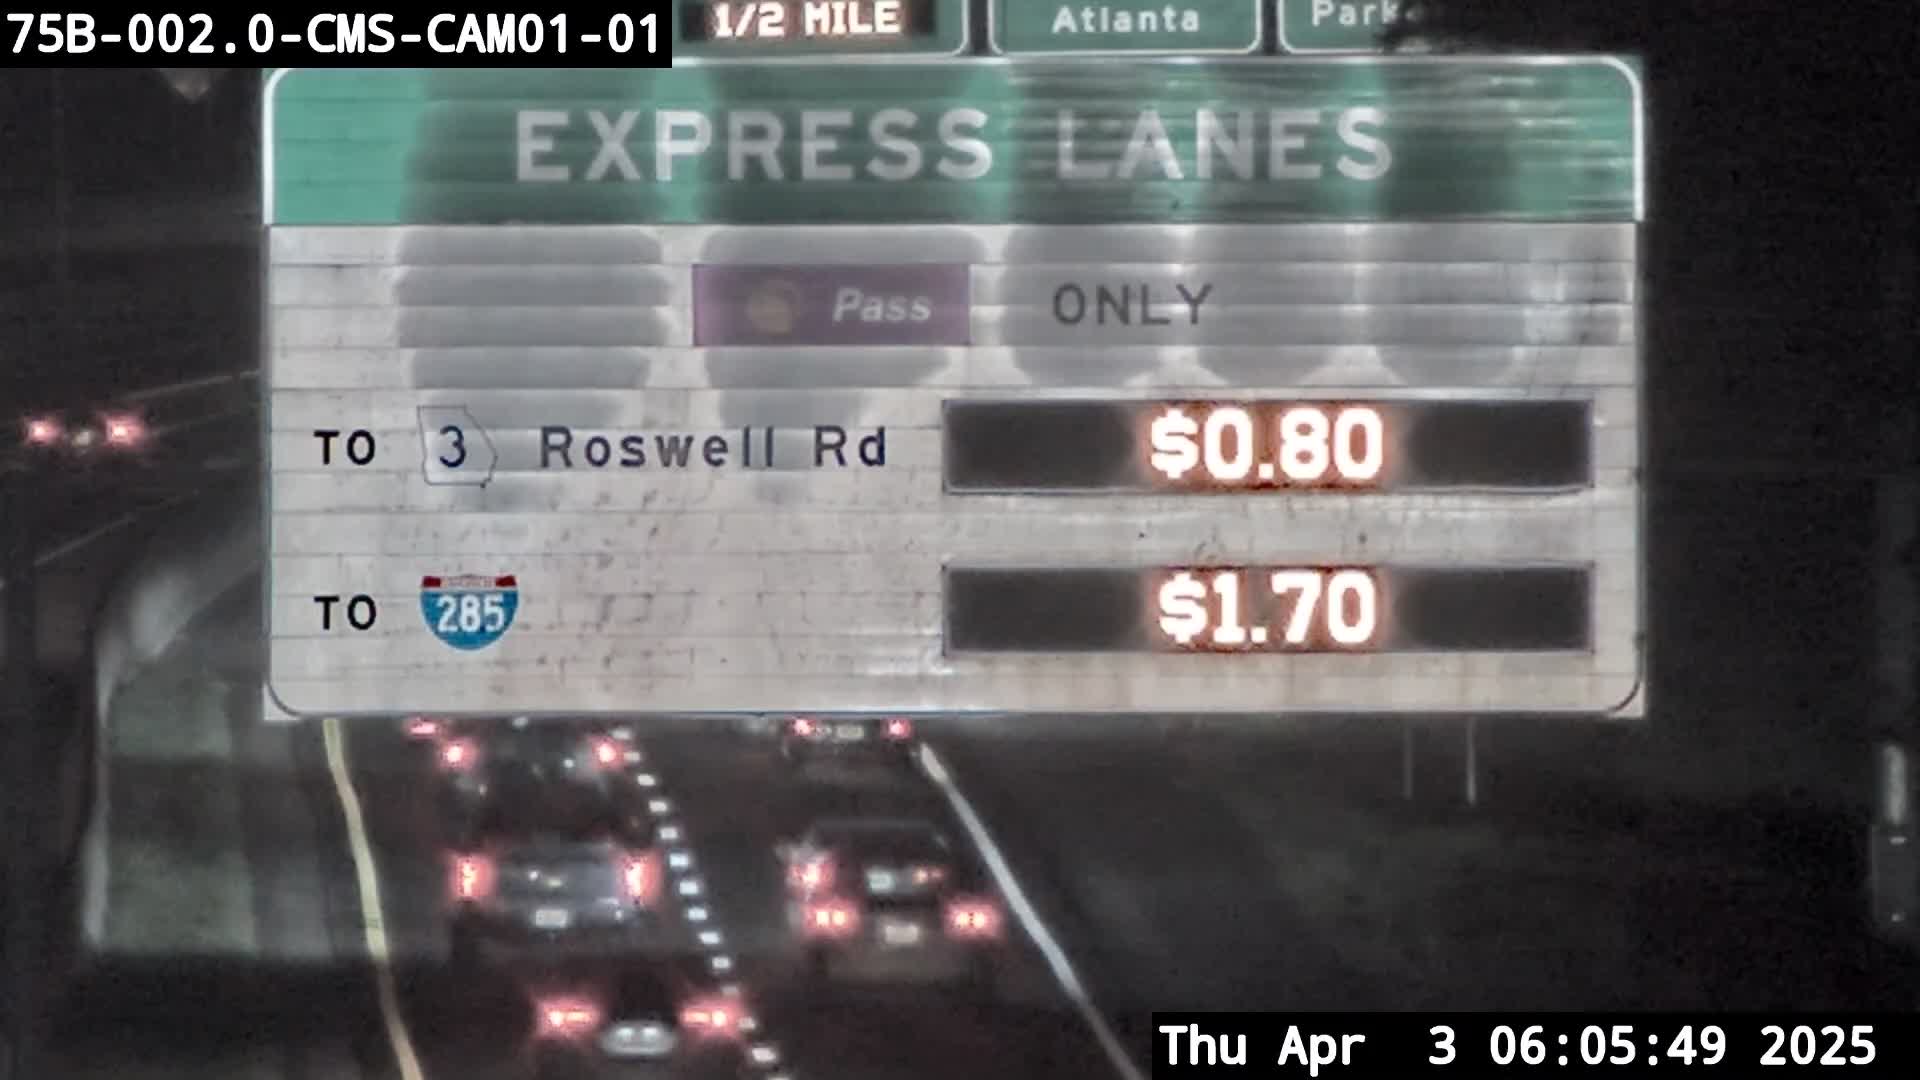 75B-002.0-CMS-CAM01-01
1/2 MILE
Atlanta
Park
EXPRESS LANES
Pass ONLY
TO 3 Roswell Rd $0.80
TO 285 $1.70
Thu Apr 3 06:05:49 2025